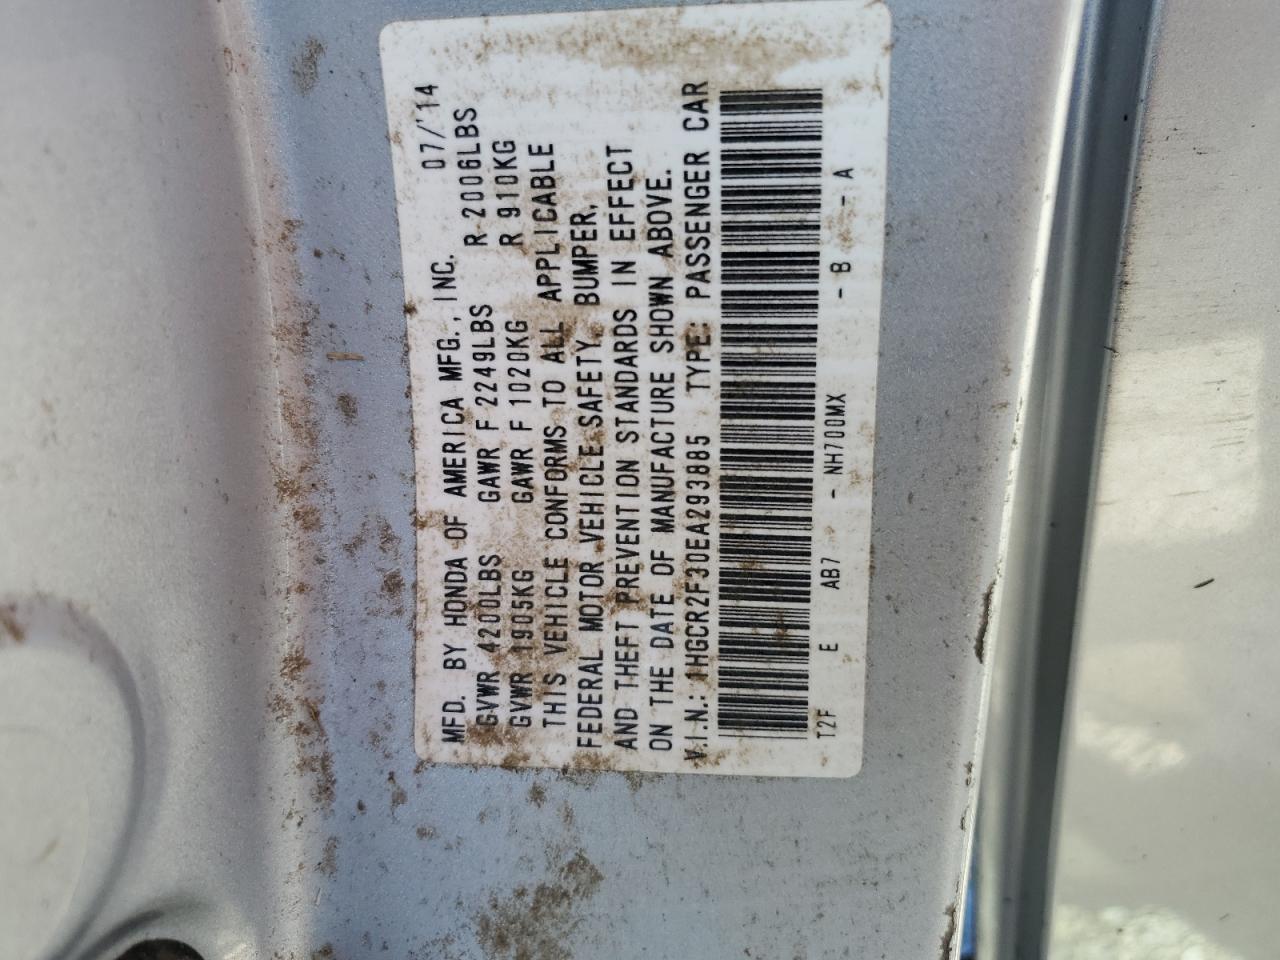 MFD. BY HONDA OF AMERICA MFG., INC. 07/'14
GVWR 4200LBS GAWR F 2249LBS R 2006LBS
GVWR 1905KG GAWR F 1020KG R 910KG
THIS VEHICLE CONFORMS TO ALL APPLICABLE
FEDERAL MOTOR VEHICLE SAFETY, BUMPER,
AND THEFT PREVENTION STANDARDS IN EFFECT
ON THE DATE OF MANUFACTURE SHOWN ABOVE.
V.I.N.: 1HGCR2F30EA293885 TYPE: PASSENGER CAR
T2F E AB7 - NH700MX - B - A